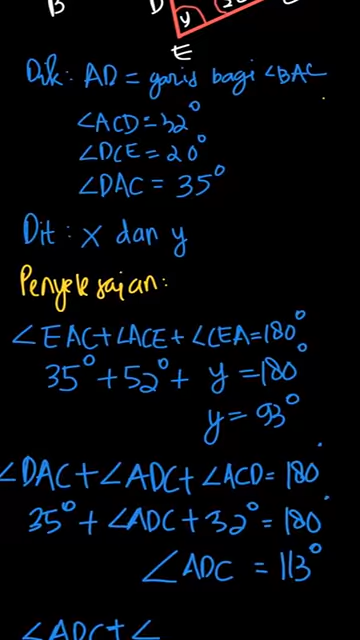 B D
y
E
Dik: AD = garis bagi ∠BAC
∠ACD = 32°
∠DCE = 20°
∠DAC = 35°
Dit: x dan y
Penyelesaian:
∠EAC + ∠ACE + ∠CEA = 180°
35° + 52° + y = 180°
y = 93°
∠DAC + ∠ADC + ∠ACD = 180°
35° + ∠ADC + 32° = 180°
∠ADC = 113°
∠ADC + ∠